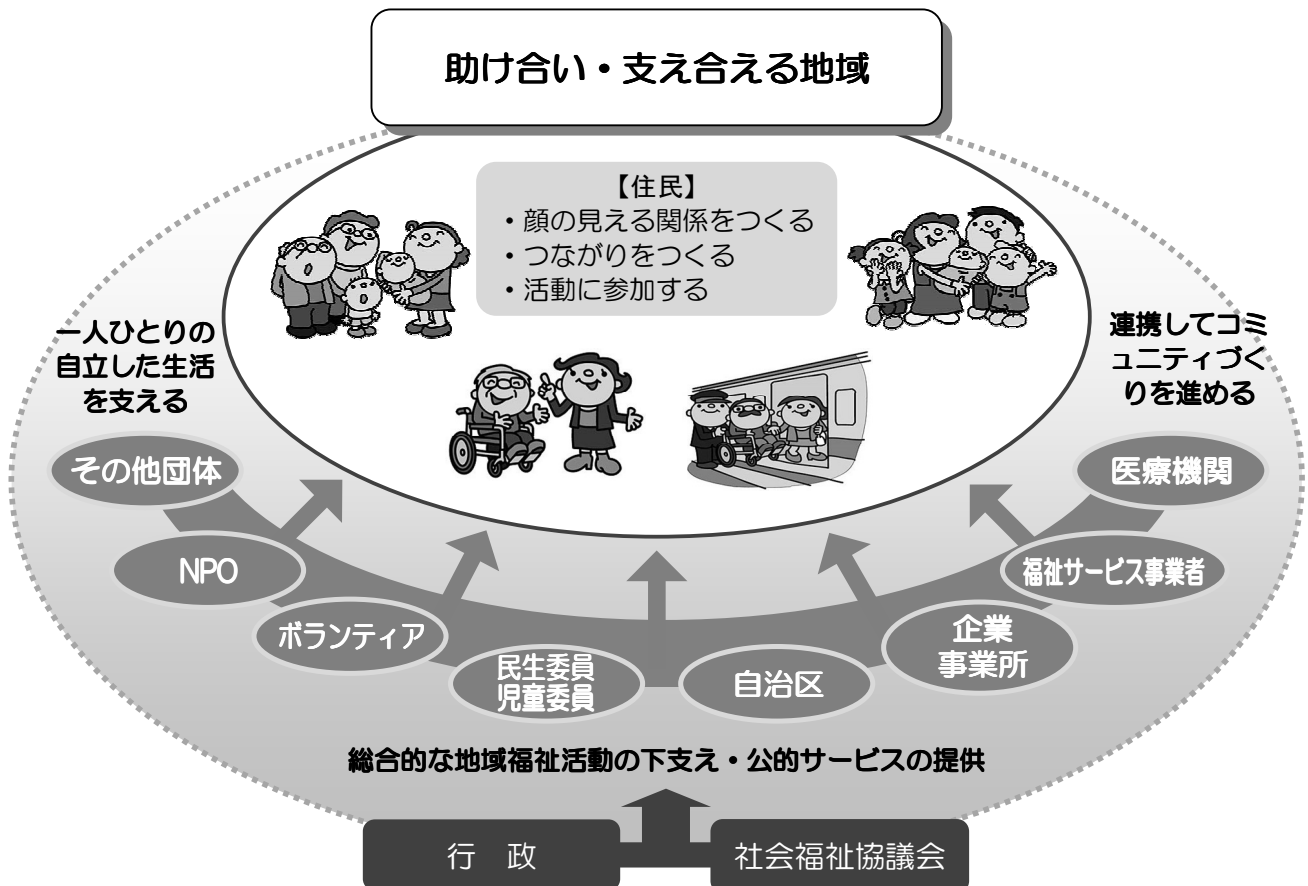 助け合い・支え合える地域
【住民】
・顔の見える関係をつくる
・つながりをつくる
・活動に参加する
一人ひとりの
自立した生活
を支える
連携してコミ
ュニティづく
りを進める
その他団体
医療機関
NPO
福祉サービス事業者
ボランティア
企業
事業所
民生委員
児童委員
自治区
総合的な地域福祉活動の下支え・公的サービスの提供
行　政
社会福祉協議会